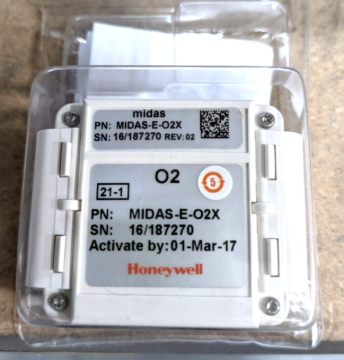 midas
PN: MIDAS-E-O2X
SN: 16/187270 REV: 02
O2
21-1
5
PN: MIDAS-E-O2X
SN: 16/187270
Activate by: 01-Mar-17
Honeywell